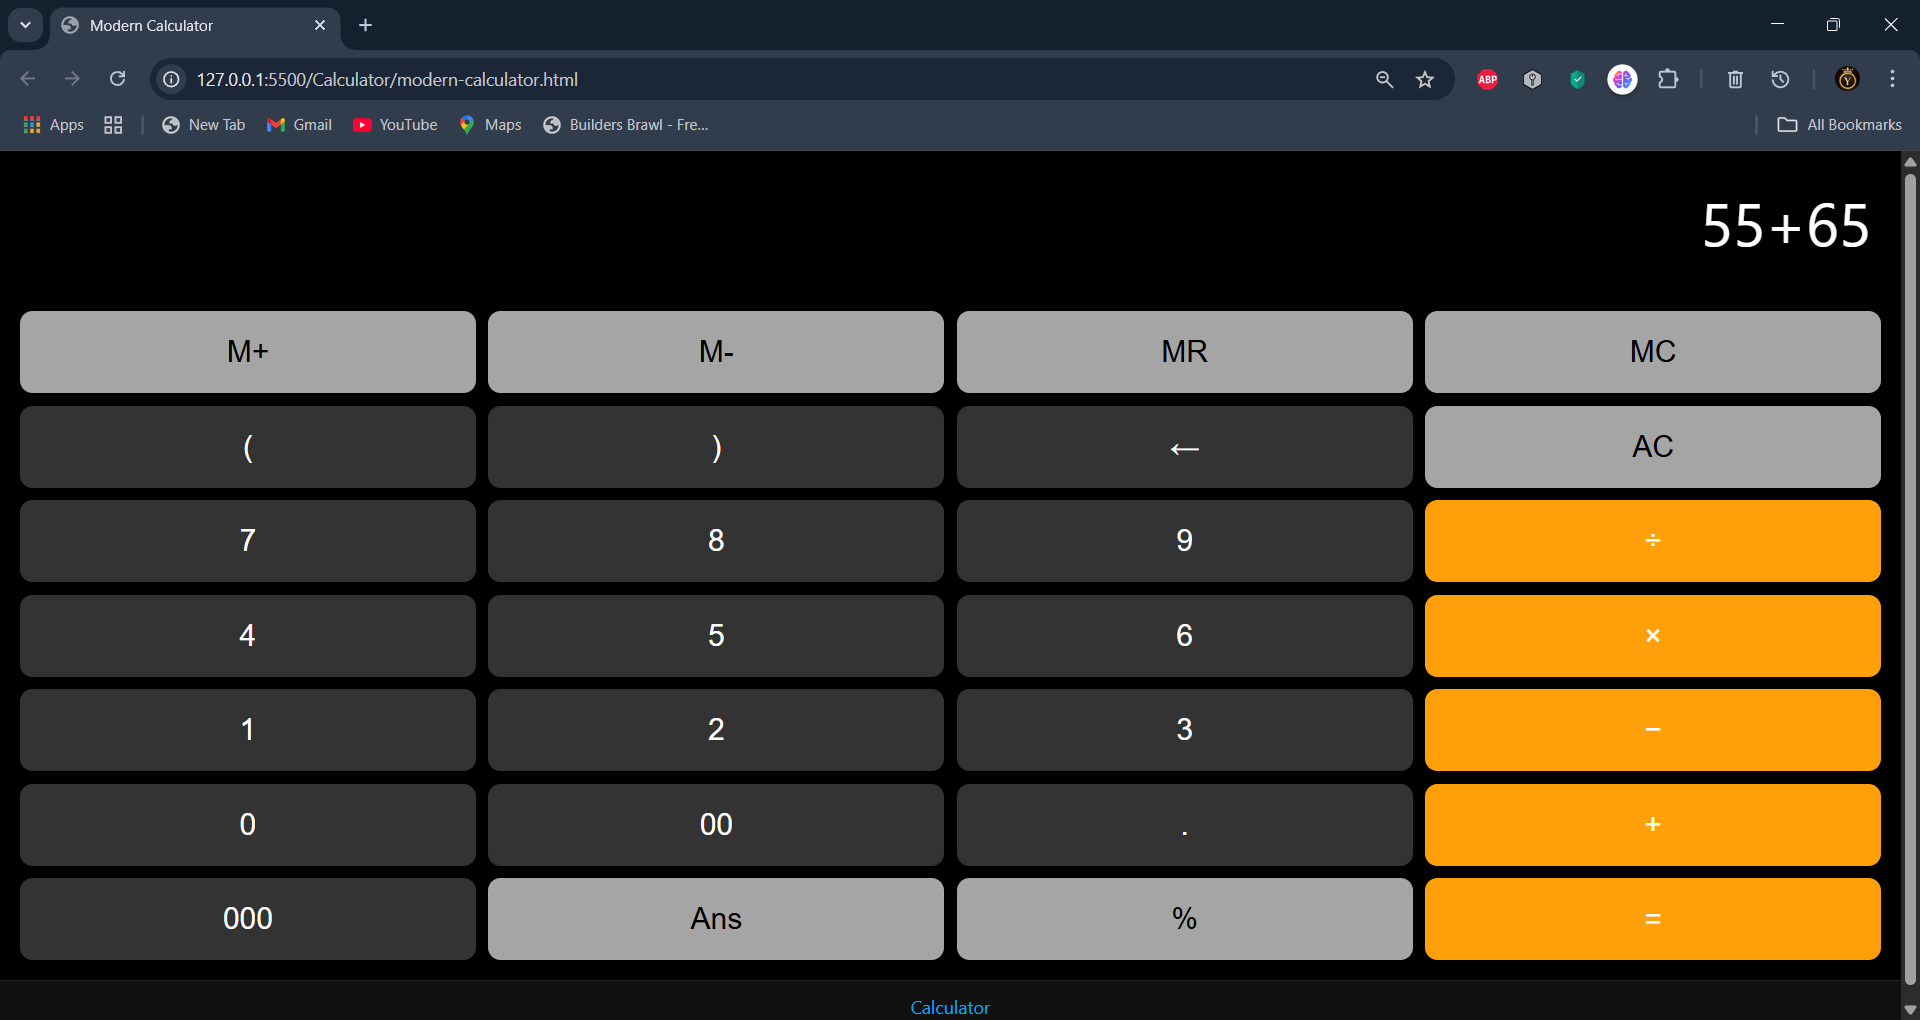 Modern Calculator
127.0.0.1:5500/Calculator/modern-calculator.html
ABP
Y
Apps New Tab Gmail YouTube Maps Builders Brawl - Fre... All Bookmarks
55+65
M+ M- MR MC
( ) ← AC
7 8 9 ÷
4 5 6 ×
1 2 3 −
0 00 . +
000 Ans % =
Calculator